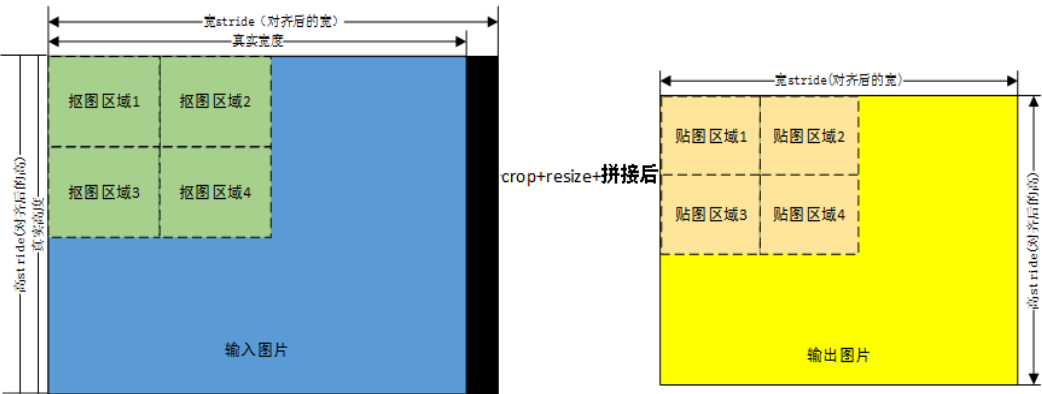 宽stride（对齐后的宽）
真实宽度
高stride(对齐后的高)
真实高度
抠图区域1
抠图区域2
抠图区域3
抠图区域4
输入图片
crop+resize+拼接后
宽stride(对齐后的宽)
贴图区域1
贴图区域2
贴图区域3
贴图区域4
输出图片
高stride(对齐后的高)